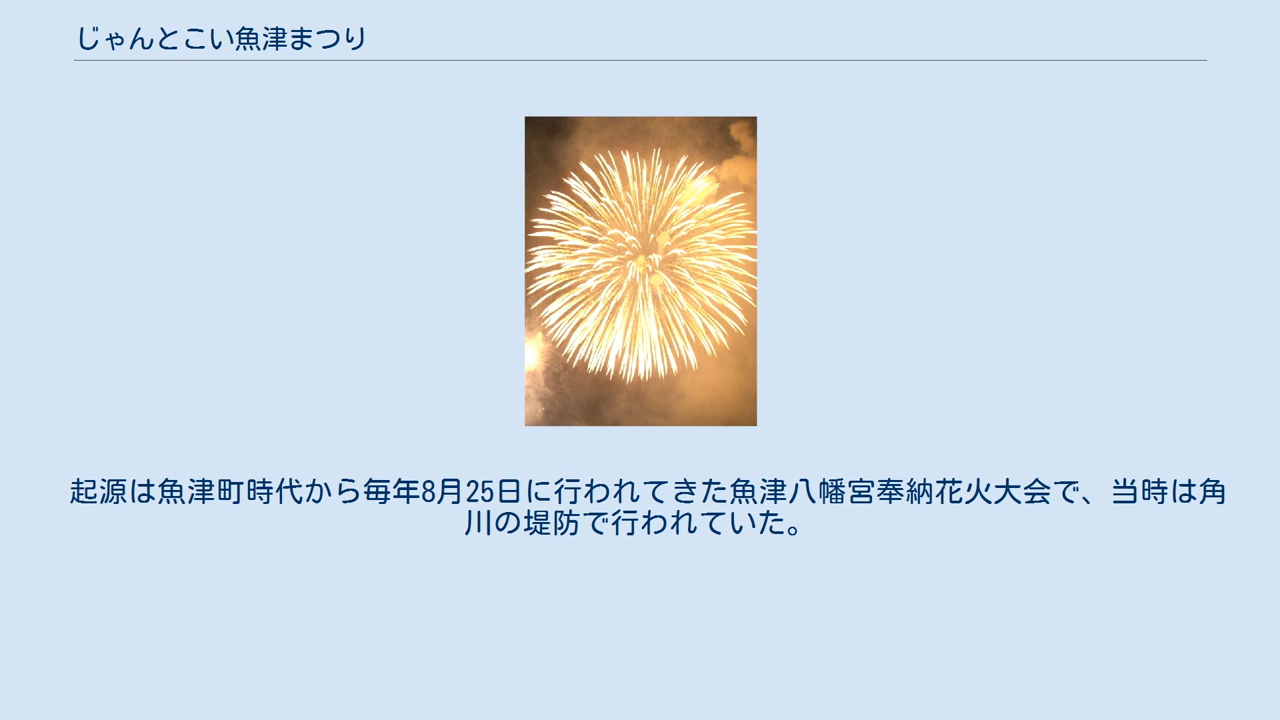 じゃんとこい魚津まつり
起源は魚津町時代から毎年8月25日に行われてきた魚津八幡宮奉納花火大会で、当時は角
川の堤防で行われていた。